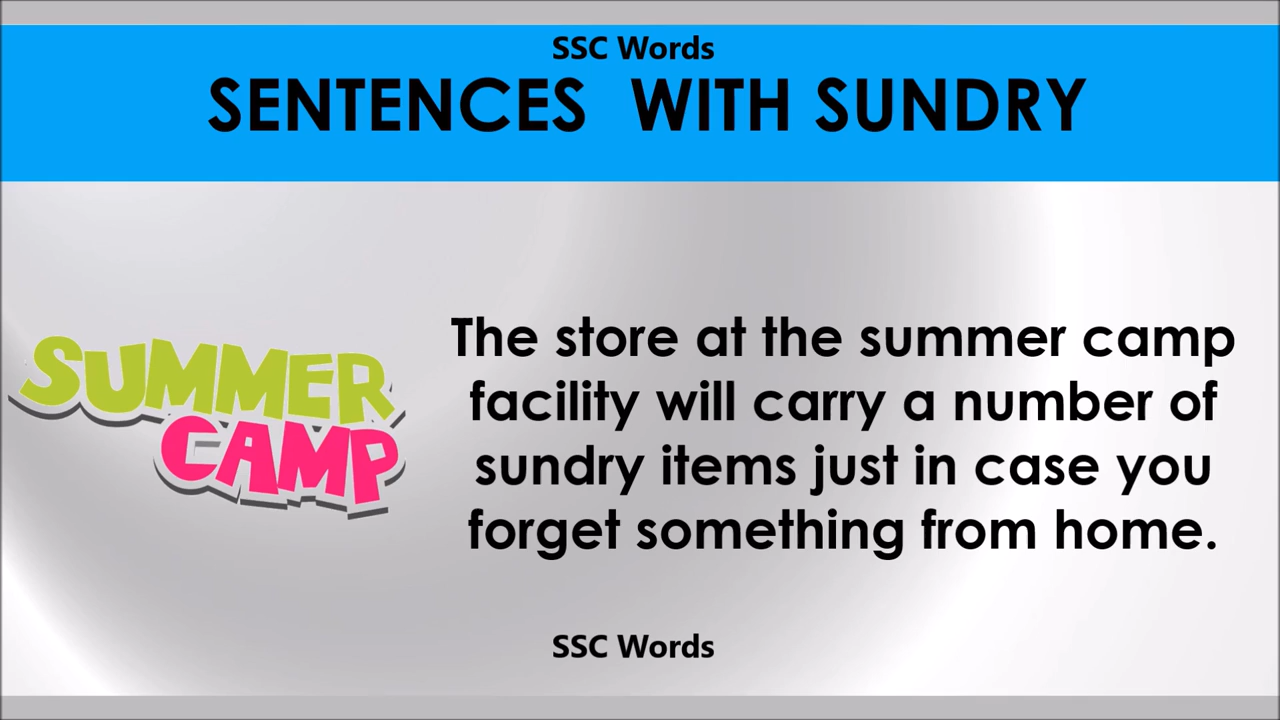 SSC Words
SENTENCES WITH SUNDRY
SUMMER
CAMP
The store at the summer camp
facility will carry a number of
sundry items just in case you
forget something from home.
SSC Words